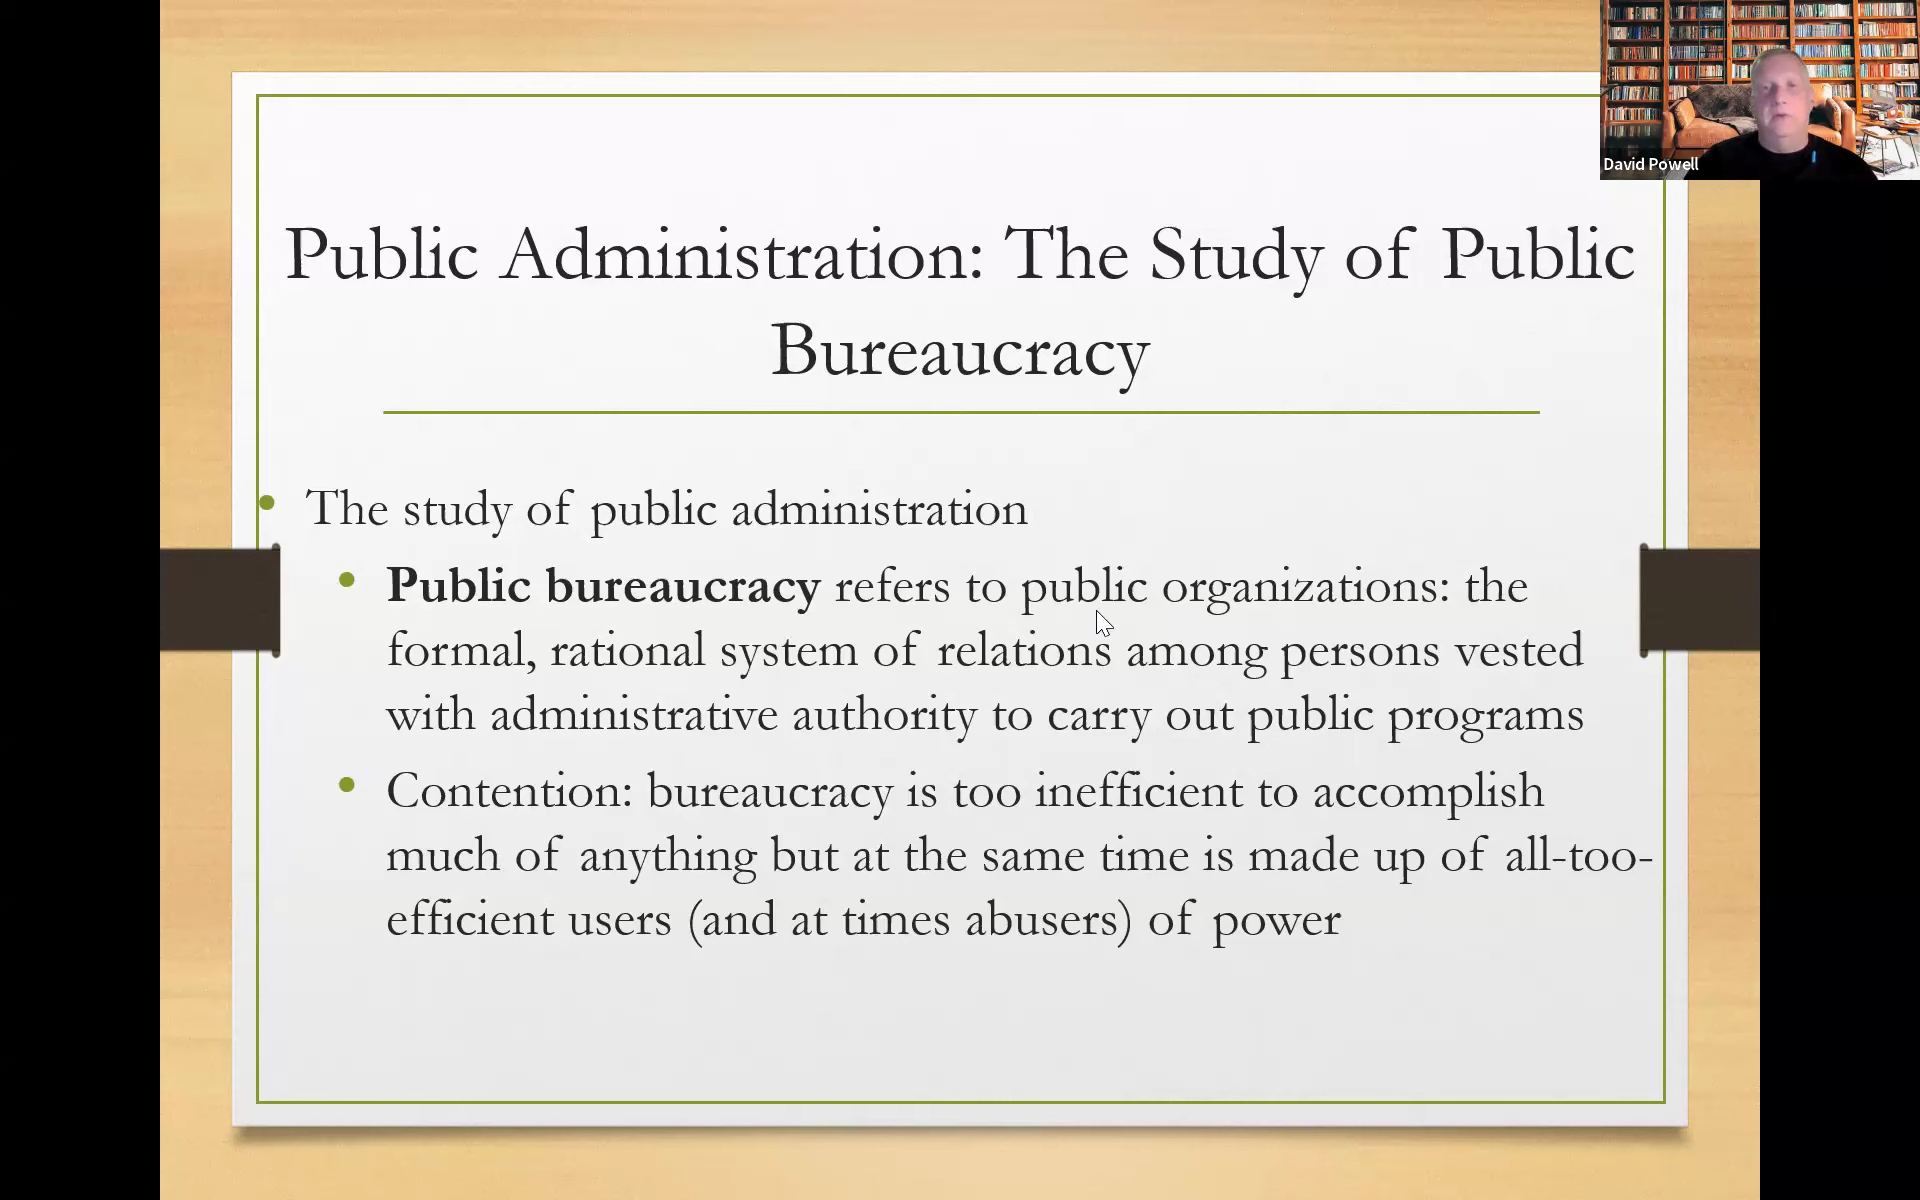 David Powell
Public Administration: The Study of Public
Bureaucracy
• The study of public administration
• Public bureaucracy refers to public organizations: the
formal, rational system of relations among persons vested
with administrative authority to carry out public programs
• Contention: bureaucracy is too inefficient to accomplish
much of anything but at the same time is made up of all-too-
efficient users (and at times abusers) of power